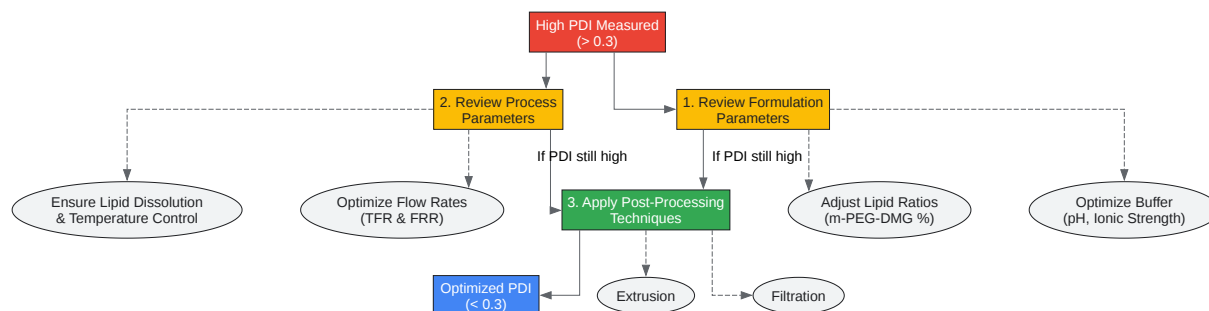 High PDI Measured
(> 0.3)
2. Review Process
Parameters
1. Review Formulation
Parameters
If PDI still high
If PDI still high
Ensure Lipid Dissolution
& Temperature Control
Optimize Flow Rates
(TFR & FRR)
3. Apply Post-Processing
Techniques
Adjust Lipid Ratios
(m-PEG-DMG %)
Optimize Buffer
(pH, Ionic Strength)
Optimized PDI
(< 0.3)
Extrusion
Filtration